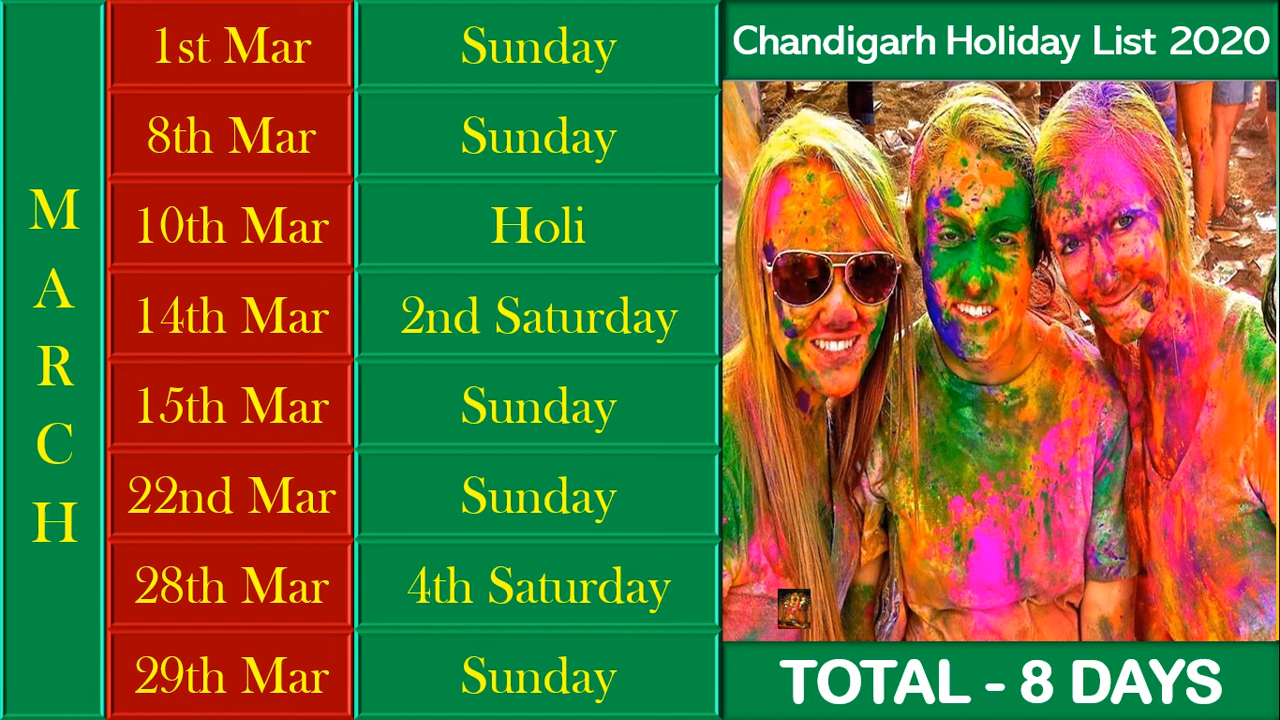 MARCH
1st Mar Sunday
8th Mar Sunday
10th Mar Holi
14th Mar 2nd Saturday
15th Mar Sunday
22nd Mar Sunday
28th Mar 4th Saturday
29th Mar Sunday
Chandigarh Holiday List 2020
TOTAL - 8 DAYS